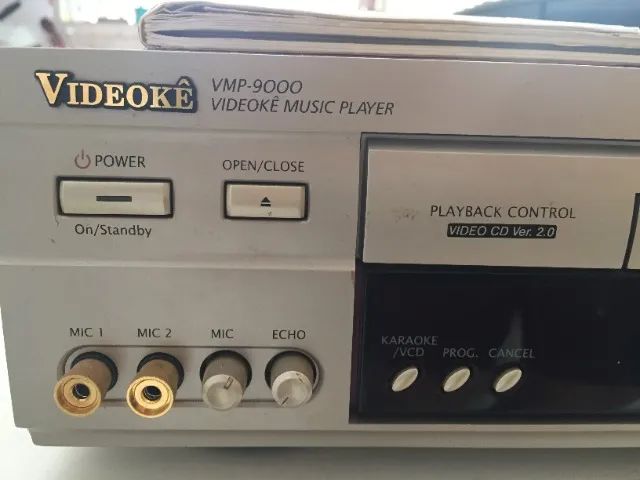 VIDEOKÊ
VMP-9000
VIDEOKÊ MUSIC PLAYER
POWER
OPEN/CLOSE
On/Standby
PLAYBACK CONTROL
VIDEO CD Ver. 2.0
MIC 1
MIC 2
MIC
ECHO
KARAOKE
/VCD
PROG.
CANCEL